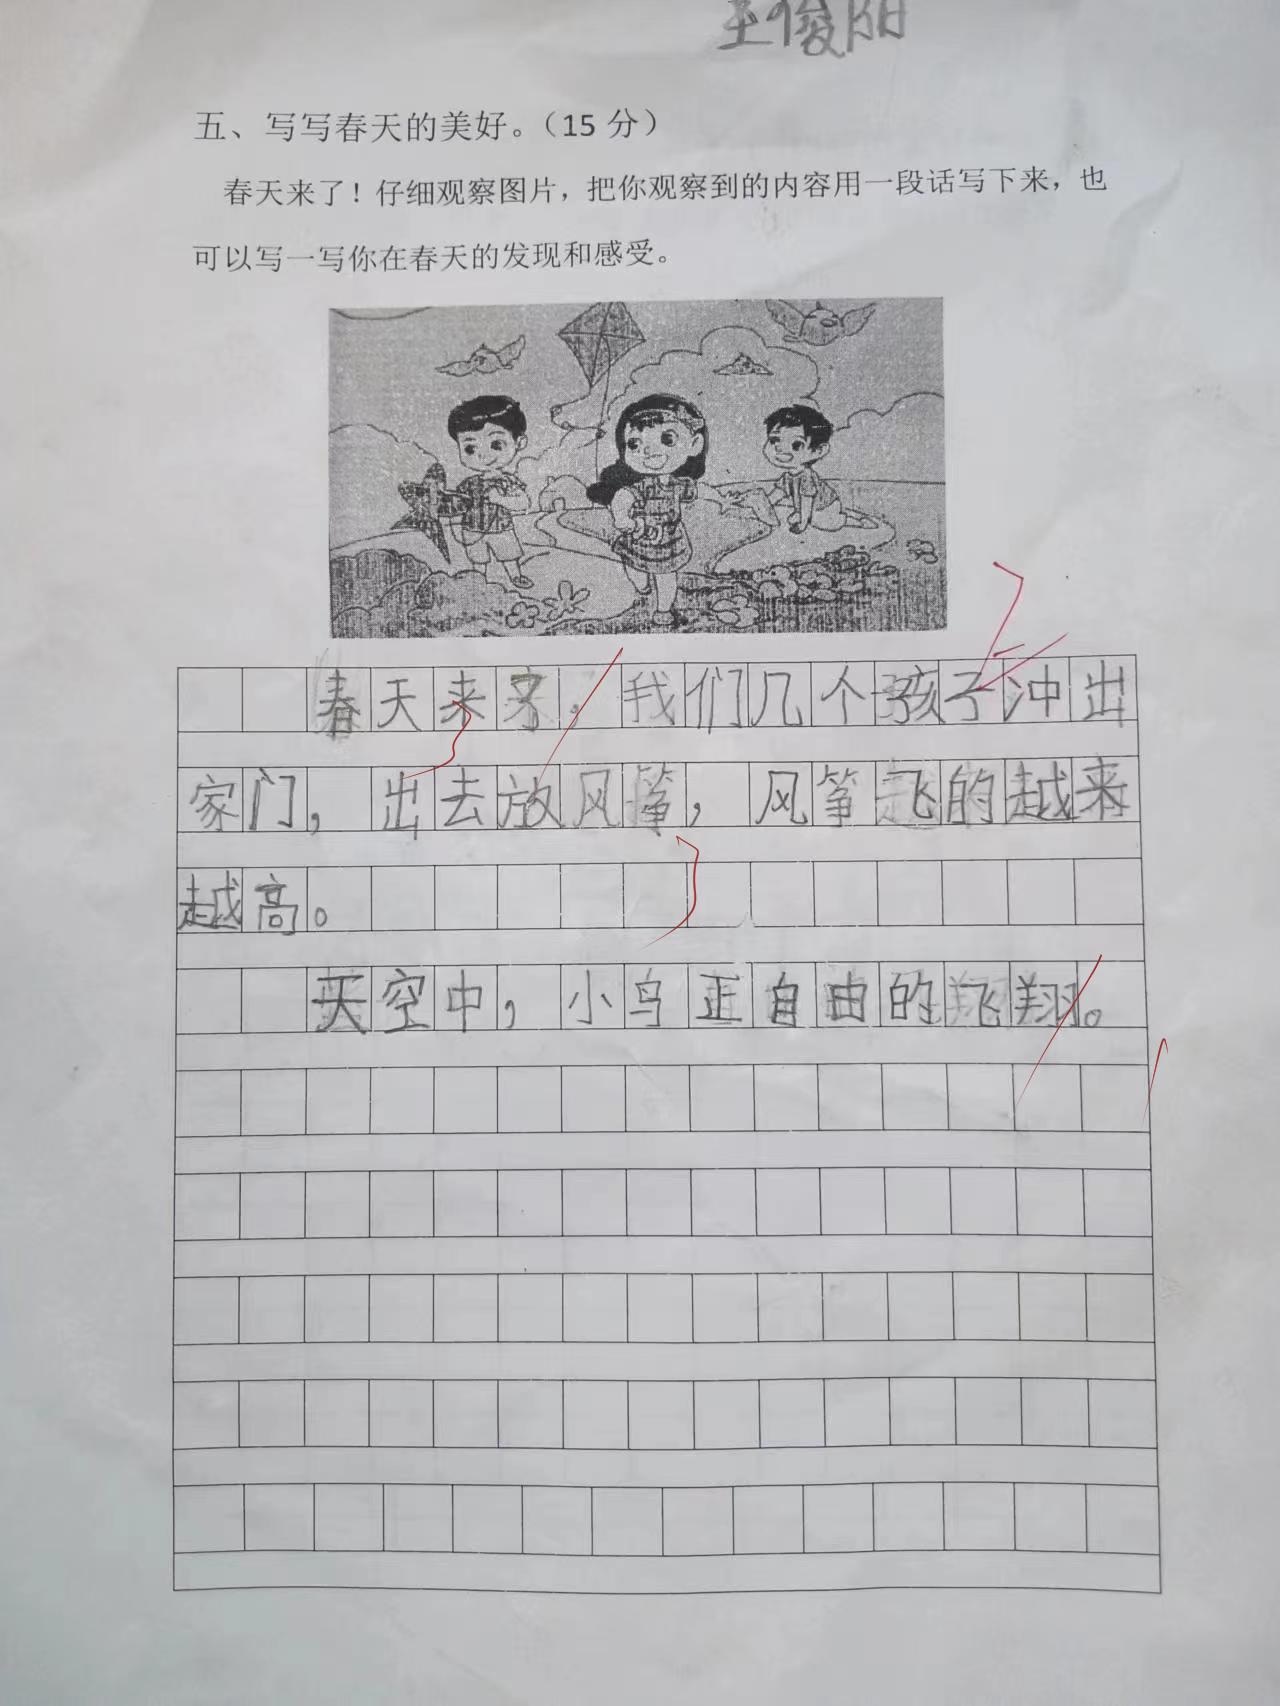 王俊阳
五、写写春天的美好。（15 分）
春天来了！仔细观察图片，把你观察到的内容用一段话写下来，也
可以写一写你在春天的发现和感受。
春天来了，我们几个孩子冲出
家门，出去放风筝，风筝飞的越来
越高。
天空中，小鸟正自由的飞翔。